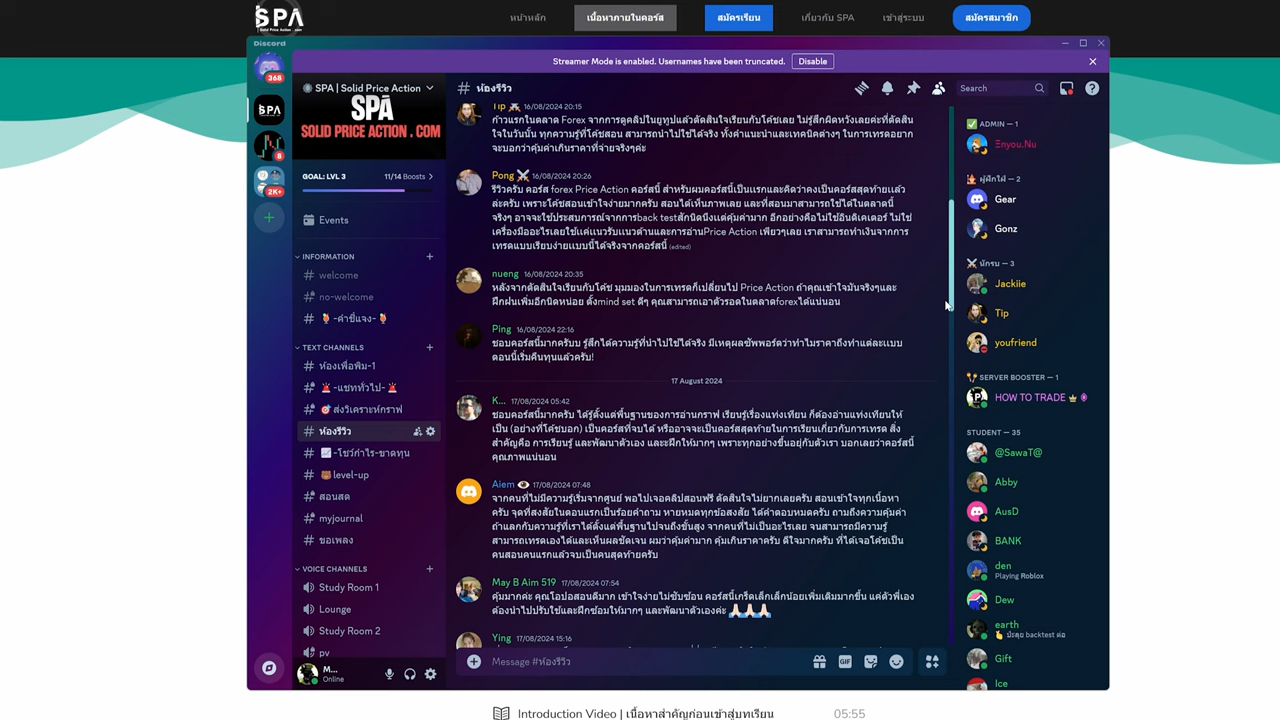 SPA
Solid Price Action .com
หน้าหลัก
เนื้อหาภายในคอร์ส
สมัครเรียน
เกี่ยวกับ SPA
เข้าสู่ระบบ
สมัครสมาชิก
Discord
Streamer Mode is enabled. Usernames have been truncated.
Disable
368
8
2K+
SPA | Solid Price Action
SPA
SOLID PRICE ACTION . COM
GOAL: LVL 3
11/14 Boosts
Events
INFORMATION
welcome
no-welcome
-คำชี้แจง-
TEXT CHANNELS
ห้องเพื่อพิม-1
-แชททั่วไป-
ส่งวิเคราะห์กราฟ
ห้องรีวิว
-โชว์กำไร-ขาดทุน
level-up
สอนสด
myjournal
ขอเพลง
VOICE CHANNELS
Study Room 1
Lounge
Study Room 2
pv
M...
Online
# ห้องรีวิว
Search
Tip 16/08/2024 20:15
ก้าวแรกในตลาด Forex จากการดูคลิปในยูทูปแล้วตัดสินใจเรียนกับโค้ชเลย ไม่รู้สึกผิดหวังเลยค่ะที่ตัดสิน
ใจในวันนั้น ทุกความรู้ที่โค้ชสอน สามารถนำไปใช้ได้จริง ทั้งคำแนะนำและเทคนิคต่างๆ ในการเทรดอยาก
จะบอกว่าคุ้มค่าเกินราคาที่จ่ายจริงๆค่ะ
Pong 16/08/2024 20:26
รีวิวครับ คอร์ส forex Price Action คอร์สนี้ สำหรับผมคอร์สนี้เป็นแรกและคิดว่าคงเป็นคอร์สสุดท้ายแล้ว
ล่ะครับ เพราะโค้ชสอนเข้าใจง่ายมากครับ สอนได้เห็นภาพเลย และที่สอนมาสามารถใช้ได้ในตลาดนี้
จริงๆ อาจจะใช้ประสบการณ์จากการback testสักนิดนึงแต่คุ้มค่ามาก อีกอย่างคือไม่ใช้อินดิเคเตอร์ ไม่ใช่
เครื่องมืออะไรเลยใช้แค่แนวรับแนวต้านและการอ่านPrice Action เพียวๆเลย เราสามารถทำเงินจากการ
เทรดแบบเรียบง่ายแบบนี้ได้จริงจากคอร์สนี้ (edited)
nueng 16/08/2024 20:35
หลังจากตัดสินใจเรียนกับโค้ช มุมมองในการเทรดก็เปลี่ยนไป Price Action ถ้าคุณเข้าใจมันจริงๆและ
ฝึกฝนเพิ่มอีกนิดหน่อย ตั้งmind set ดีๆ คุณสามารถเอาตัวรอดในตลาดforexได้แน่นอน
Ping 16/08/2024 22:16
ชอบคอร์สนี้มากครับบ รู้สึกได้ความรู้ที่นำไปใช้ได้จริง มีเหตุผลซัพพอร์ตว่าทำไมราคาถึงทำแต่ละแบบ
ตอนนี้เริ่มคืนทุนแล้วครับ!
17 August 2024
K... 17/08/2024 05:42
ชอบคอร์สนี้มากครับ ได้รู้ตั้งแต่พื้นฐานของการอ่านกราฟ เรียนรู้เรื่องแท่งเทียน ก็ต้องอ่านแท่งเทียนให้
เป็น (อย่างที่โค้ชบอก) เป็นคอร์สที่จบได้ หรืออาจจะเป็นคอร์สสุดท้ายในการเรียนเกี่ยวกับการเทรด สิ่ง
สำคัญคือ การเรียนรู้ และพัฒนาตัวเอง และฝึกให้มากๆ เพราะทุกอย่างขึ้นอยู่กับตัวเรา บอกเลยว่าคอร์สนี้
คุณภาพแน่นอน
Aiem 17/08/2024 07:48
จากคนที่ไม่มีความรู้เริ่มจากศูนย์ พอไปเจอคลิปสอนฟรี ตัดสินใจไม่ยากเลยครับ สอนเข้าใจทุกเนื้อหา
ครับ จุดที่สงสัยในตอนแรกเป็นร้อยคำถาม หายหมดทุกข้อสงสัย ได้คำตอบหมดครับ ถามถึงความคุ้มค่า
ถ้าแลกกับความรู้ที่เราได้ตั้งแต่พื้นฐานไปจนถึงขั้นสูง จากคนที่ไม่เป็นอะไรเลย จนสามารถมีความรู้
สามารถเทรดเองได้และเห็นผลชัดเจน ผมว่าคุ้มค่ามาก คุ้มเกินราคาครับ ดีใจมากครับ ที่ได้เจอโค้ชเป็น
คนสอนคนแรกแล้วจบเป็นคนสุดท้ายครับ
May B Aim 519 17/08/2024 07:54
คุ้มมากค่ะ คุณโอบ่อสอนดีมาก เข้าใจง่ายไม่ซับซ้อน คอร์สนี้เกร็ดเล็กเล็กน้อยเพิ่มเติมมากขึ้น แค่ตัวพี่เอง
ต้องนำไปปรับใช้และฝึกซ้อมให้มากๆ และพัฒนาตัวเองค่ะ
Ying 17/08/2024 15:16
Message #ห้องรีวิว
ADMIN — 1
Ξnyou.Nu
ผู้ฝึกใฝ่ — 2
Gear
Gonz
นักรบ — 3
Jackiie
Tip
youfriend
SERVER BOOSTER — 1
HOW TO TRADE
STUDENT — 35
@SawaT@
Abby
AusD
BANK
den
Playing Roblox
Dew
earth
Gift
Ice
Introduction Video | เนื้อหาสำคัญก่อนเข้าสู่บทเรียน
05:55